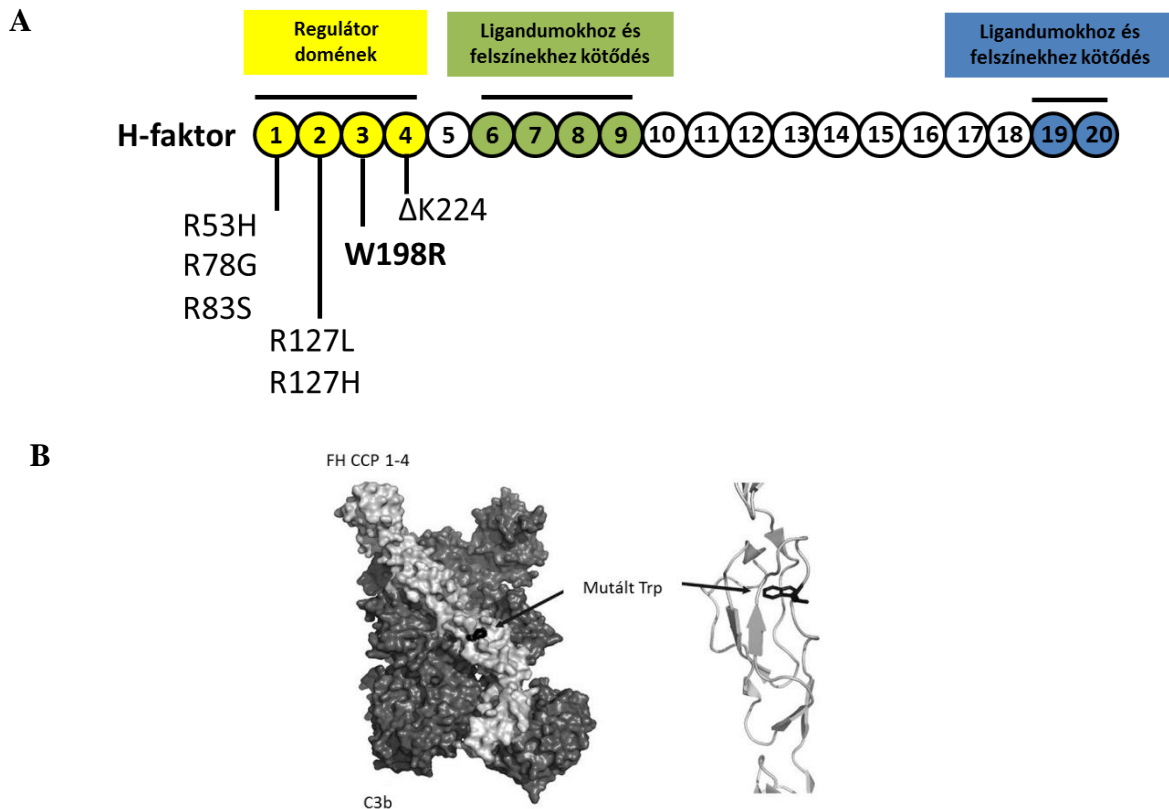 A
Regulátor
domének
Ligandumokhoz és
felszínekhez kötődés
Ligandumokhoz és
felszínekhez kötődés
H-faktor 1 2 3 4 5 6 7 8 9 10 11 12 13 14 15 16 17 18 19 20
R53H
R78G
R83S
R127L
R127H
W198R
ΔK224
B
FH CCP 1-4
Mutált Trp
C3b